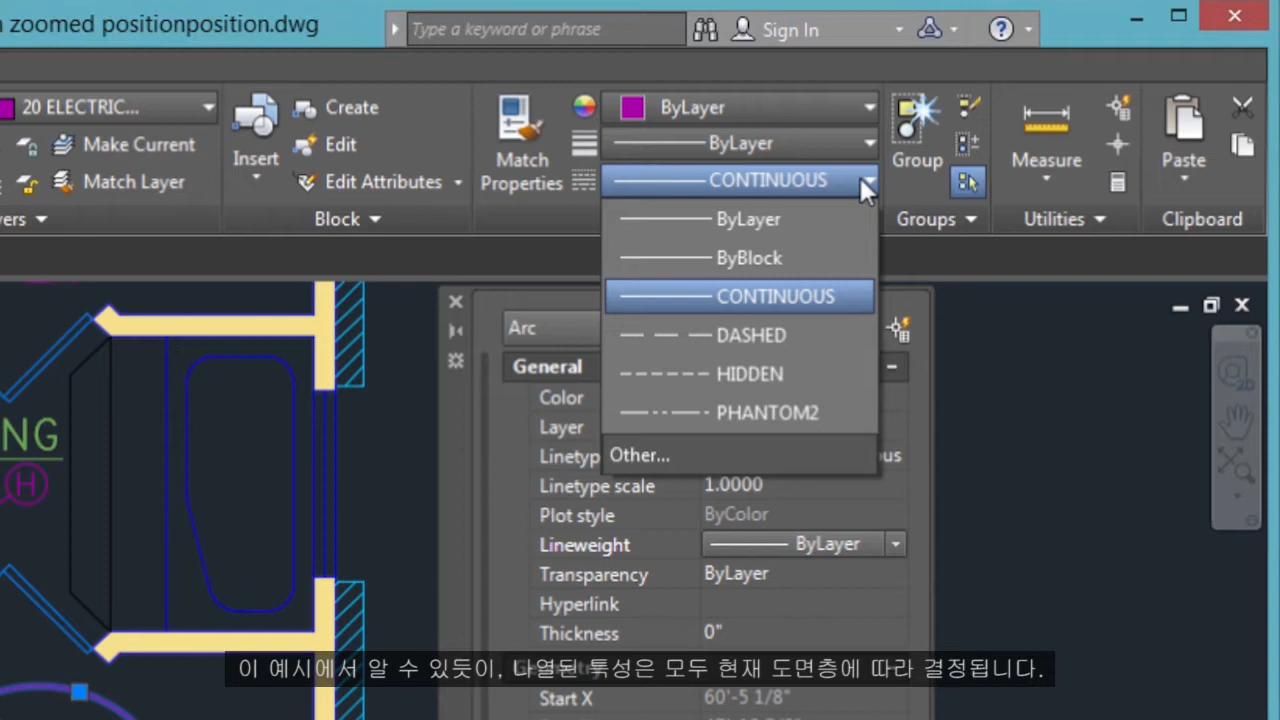 n zoomed positionposition.dwg
Type a keyword or phrase
Sign In
20 ELECTRIC...
Make Current
Match Layer
ers
Insert
Create
Edit
Edit Attributes
Block
Match
Properties
ByLayer
ByLayer
CONTINUOUS
ByLayer
ByBlock
CONTINUOUS
DASHED
HIDDEN
PHANTOM2
Other...
Group
Groups
Measure
Utilities
Paste
Clipboard
NG
H
2D
Arc
General
Color
Layer
Linetyp
ous
Linetype scale 1.0000
Plot style ByColor
Lineweight ByLayer
Transparency ByLayer
Hyperlink
Thickness 0"
이 예시에서 알 수 있듯이, 나열된 특성은 모두 현재 도면층에 따라 결정됩니다.
Start X 60'-5 1/8"